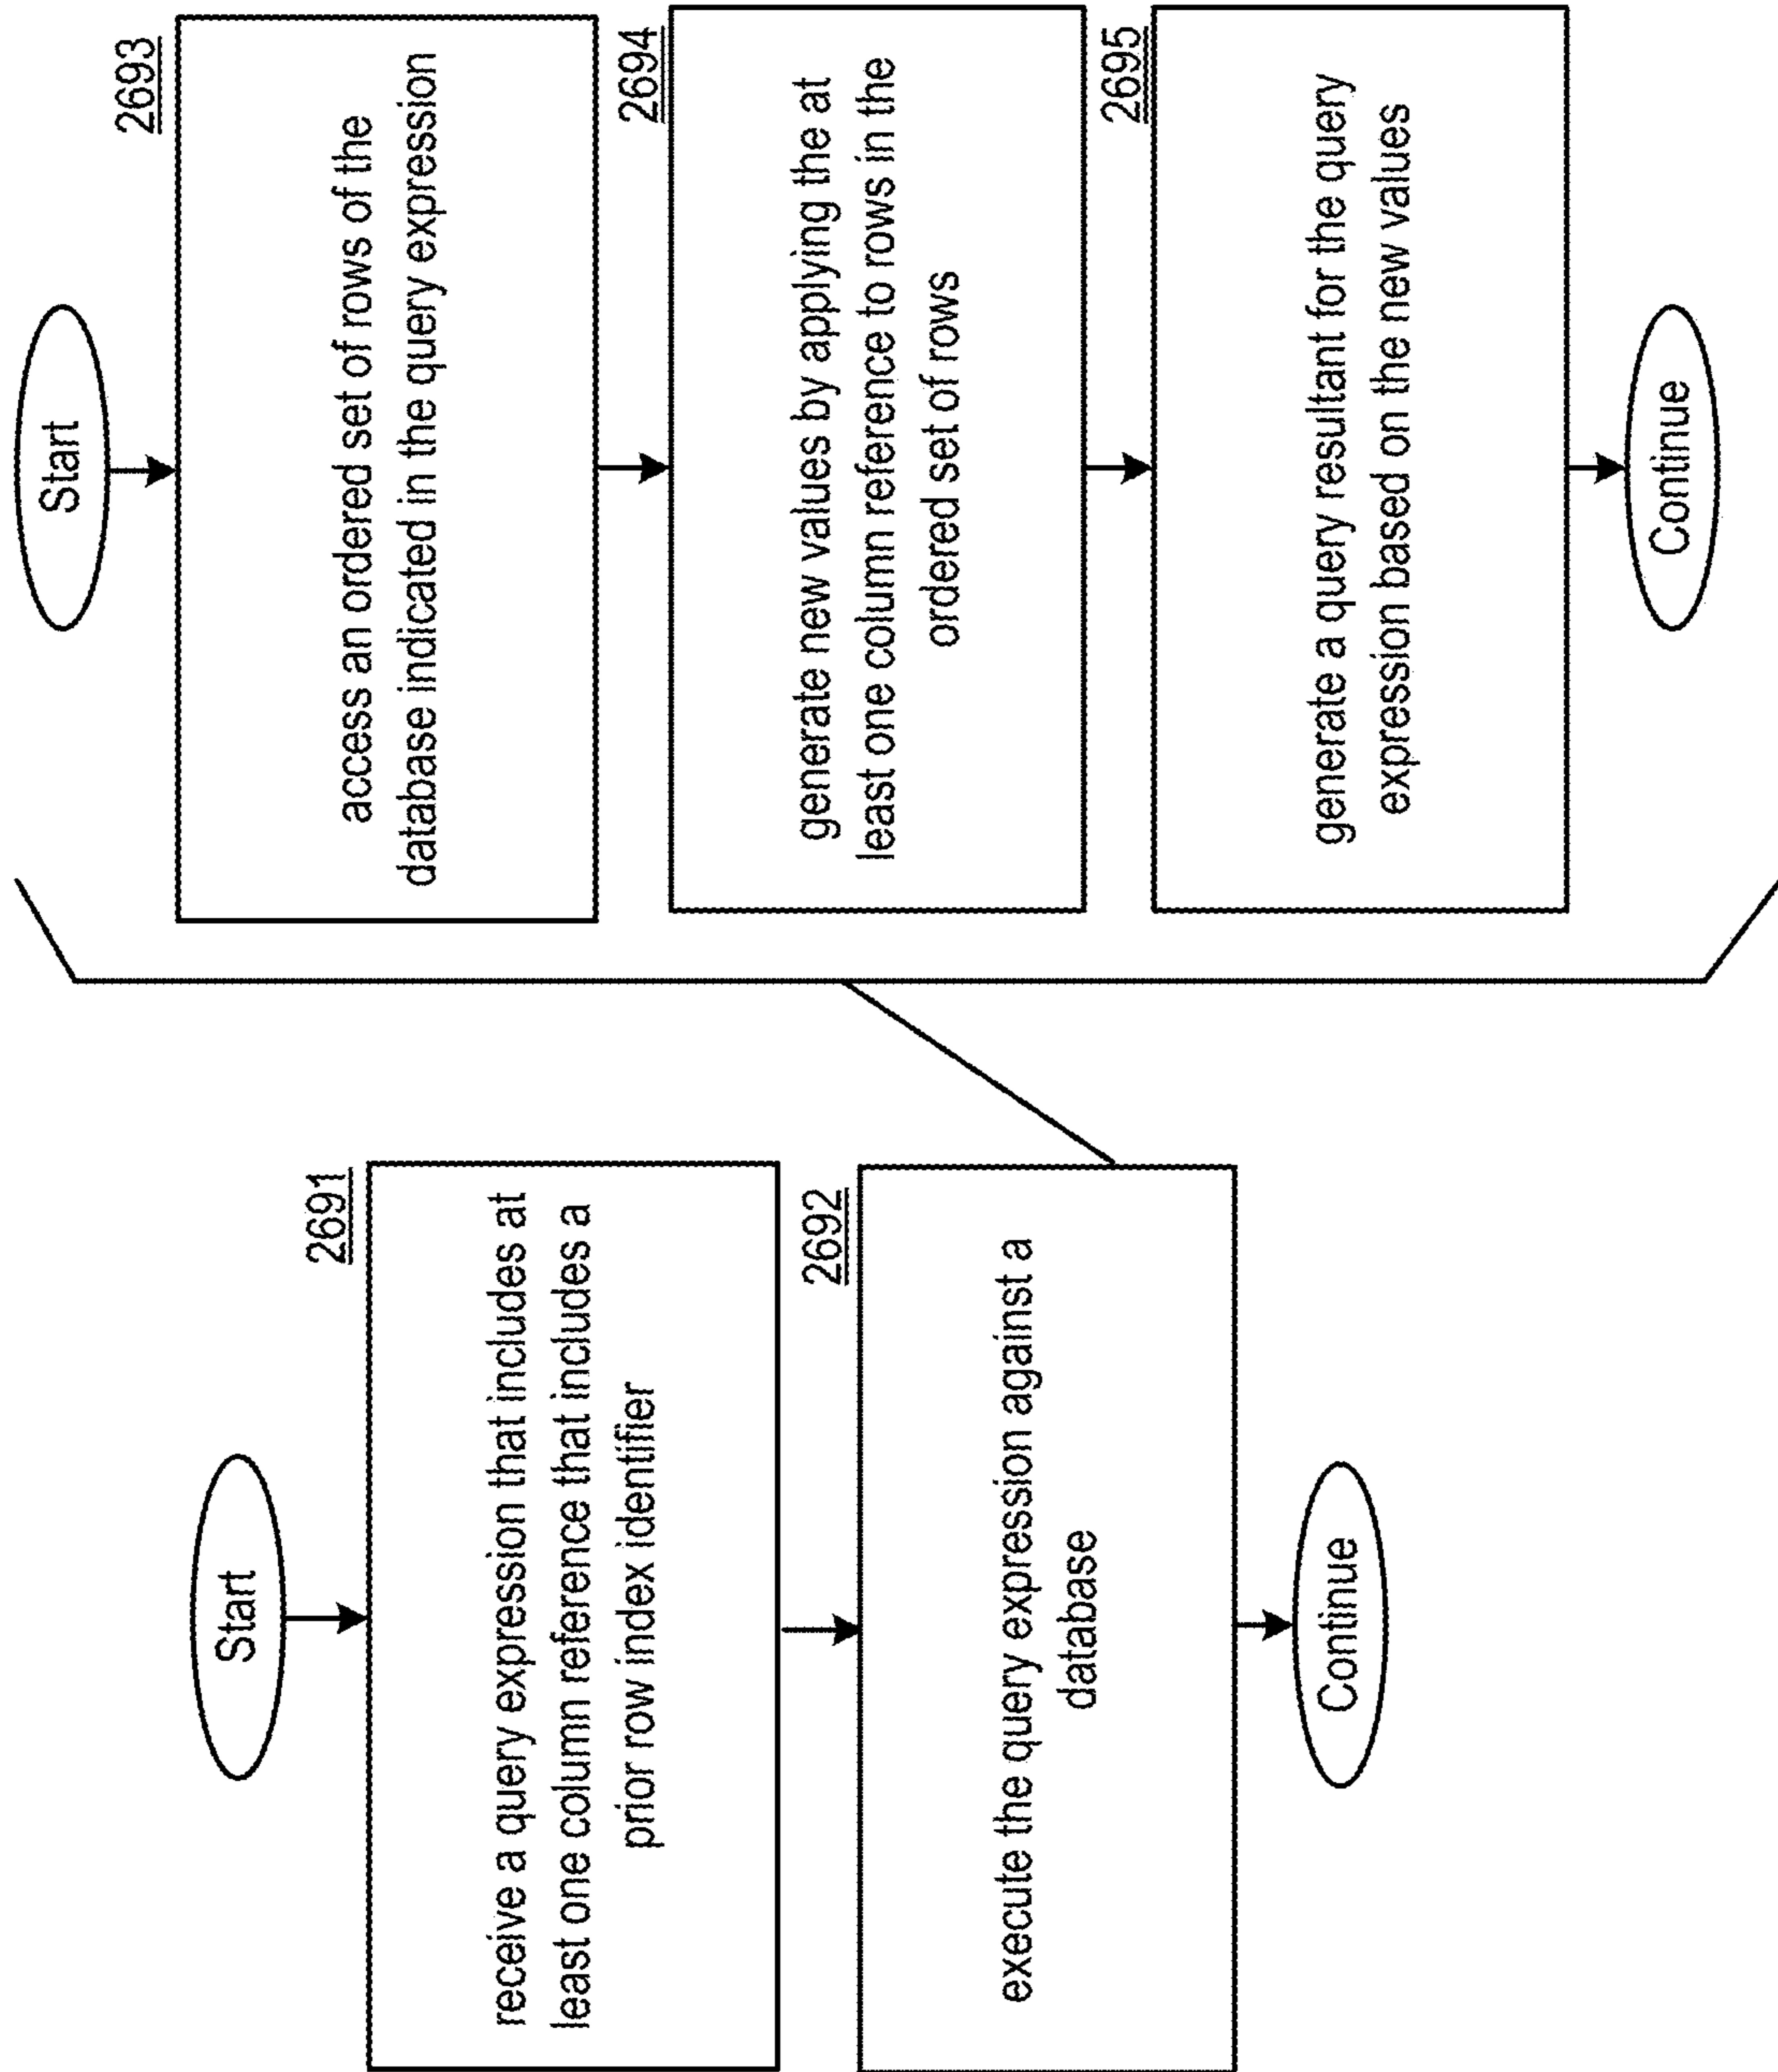 Start
2691
receive a query expression that includes at
least one column reference that includes a
prior row index identifier
2692
execute the query expression against a
database
Continue
Start
2693
access an ordered set of rows of the
database indicated in the query expression
2694
generate new values by applying the at
least one column reference to rows in the
ordered set of rows
2695
generate a query resultant for the query
expression based on the new values
Continue